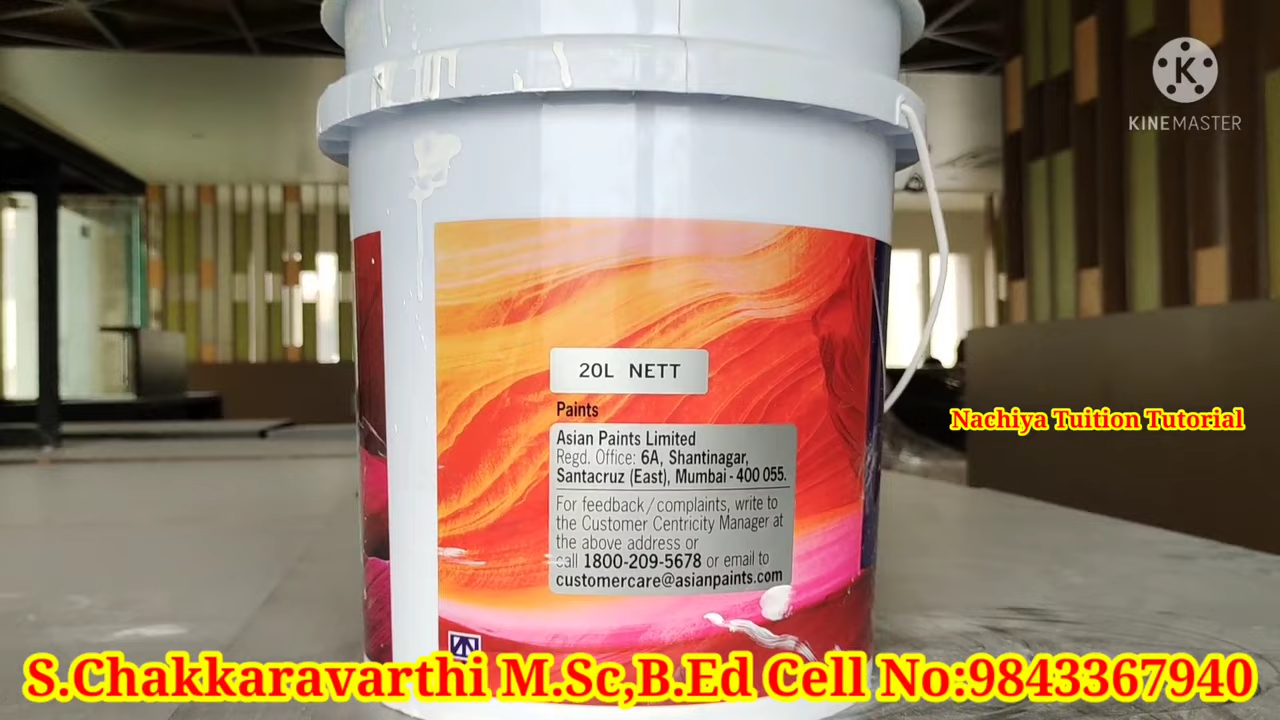 K
KINEMASTER
20L NETT
Paints
Asian Paints Limited
Regd. Office: 6A, Shantinagar,
Santacruz (East), Mumbai - 400 055.
For feedback/complaints, write to
the Customer Centricity Manager at
the above address or
call 1800-209-5678 or email to
customercare@asianpaints.com
Nachiya Tuition Tutorial
S.Chakkaravarthi M.Sc,B.Ed Cell No:9843367940